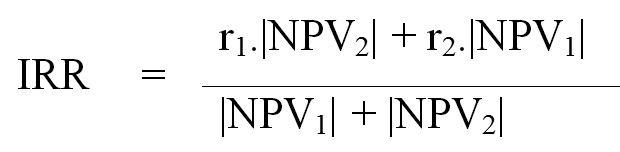 r₁.|NPV₂| + r₂.|NPV₁|
IRR =
|NPV₁| + |NPV₂|